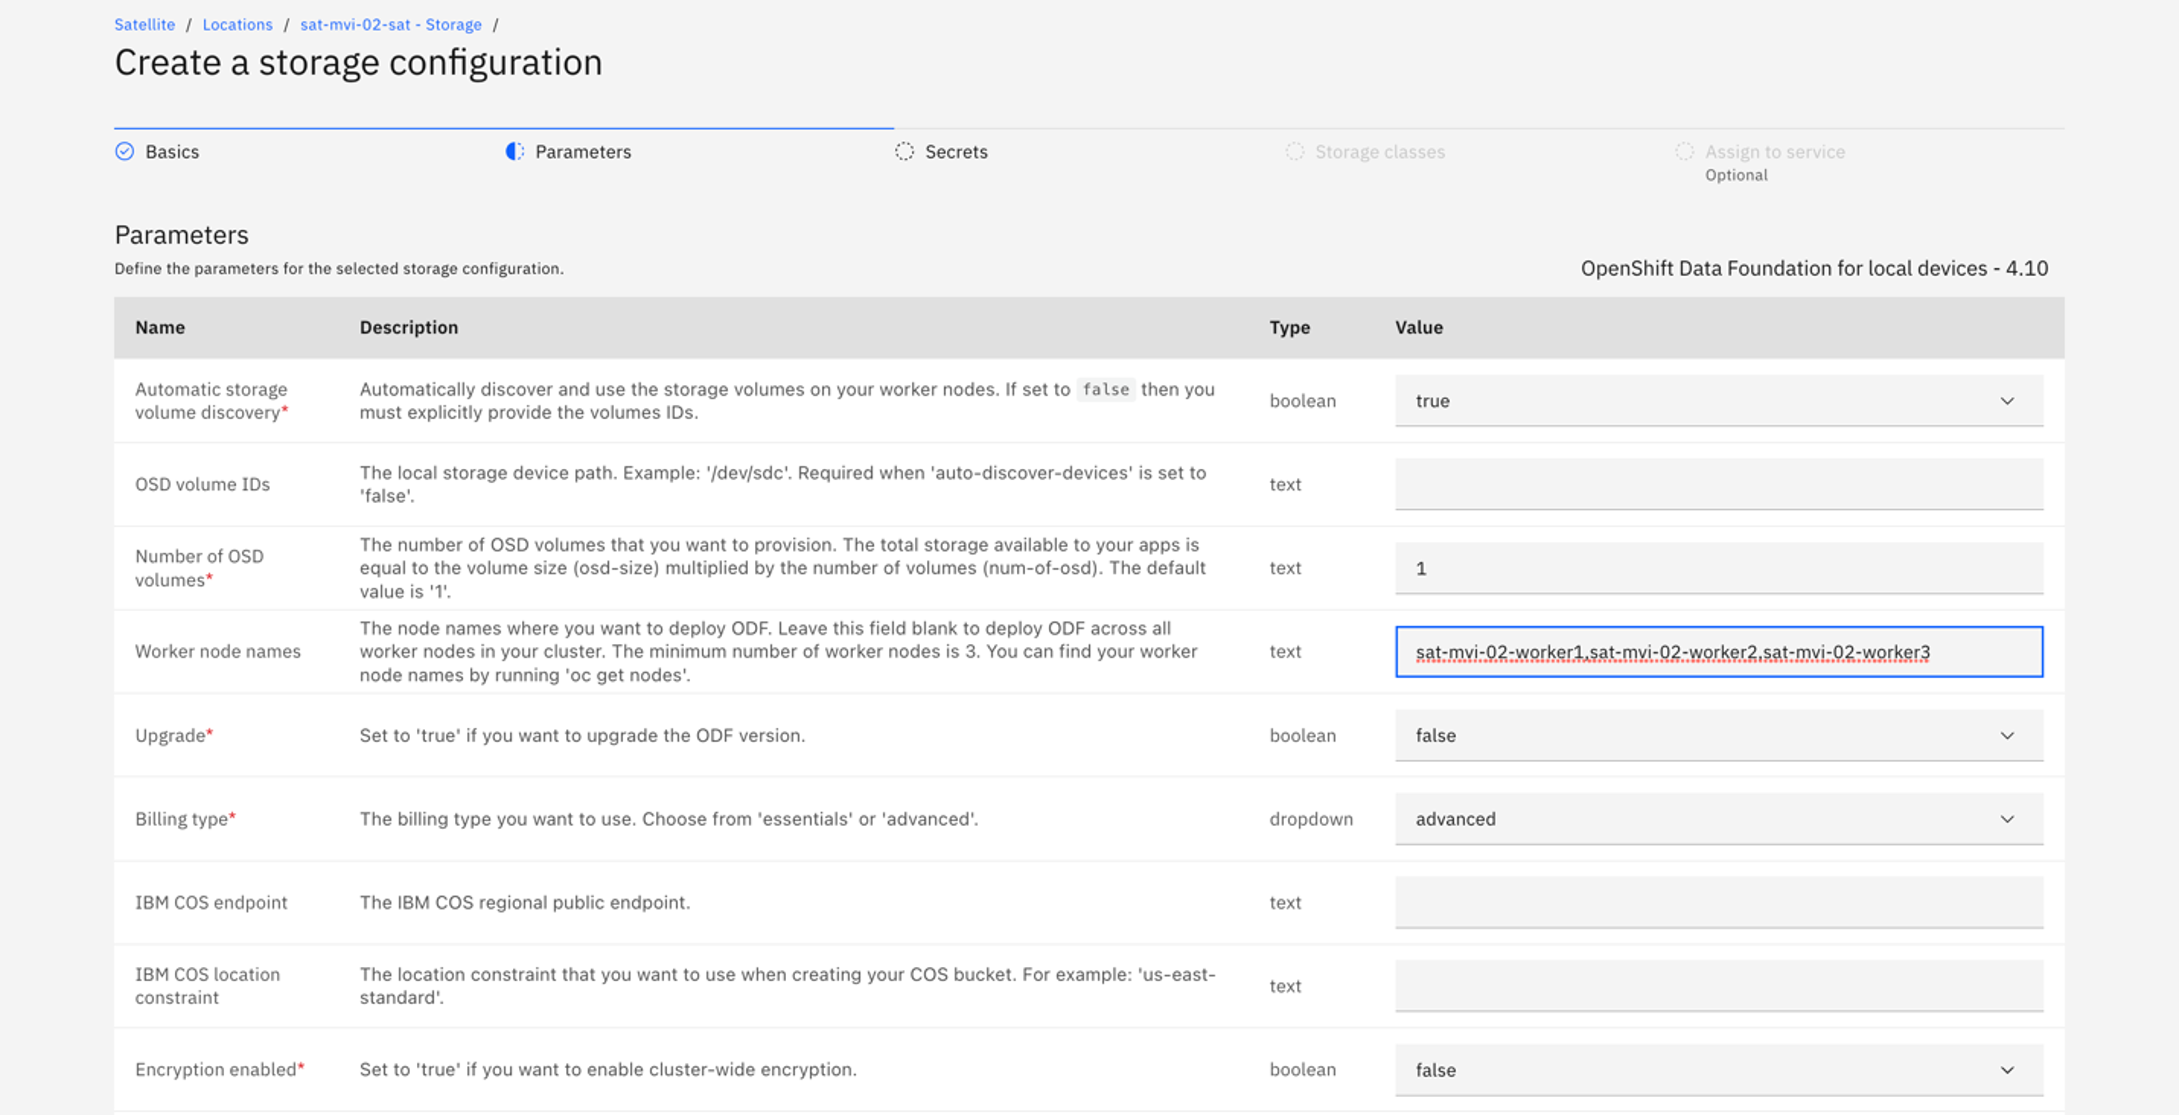 Satellite / Locations / sat-mvi-02-sat - Storage /
Create a storage configuration
Basics
Parameters
Secrets
Storage classes
Assign to service
Optional
Parameters
Define the parameters for the selected storage configuration.
OpenShift Data Foundation for local devices - 4.10
Name Description Type Value
Automatic storage
volume discovery*
Automatically discover and use the storage volumes on your worker nodes. If set to false then you
must explicitly provide the volumes IDs.
boolean
true
OSD volume IDs
The local storage device path. Example: '/dev/sdc'. Required when 'auto-discover-devices' is set to
'false'.
text
Number of OSD
volumes*
The number of OSD volumes that you want to provision. The total storage available to your apps is
equal to the volume size (osd-size) multiplied by the number of volumes (num-of-osd). The default
value is '1'.
text
1
Worker node names
The node names where you want to deploy ODF. Leave this field blank to deploy ODF across all
worker nodes in your cluster. The minimum number of worker nodes is 3. You can find your worker
node names by running 'oc get nodes'.
text
sat-mvi-02-worker1,sat-mvi-02-worker2,sat-mvi-02-worker3
Upgrade*
Set to 'true' if you want to upgrade the ODF version.
boolean
false
Billing type*
The billing type you want to use. Choose from 'essentials' or 'advanced'.
dropdown
advanced
IBM COS endpoint
The IBM COS regional public endpoint.
text
IBM COS location
constraint
The location constraint that you want to use when creating your COS bucket. For example: 'us-east-
standard'.
text
Encryption enabled*
Set to 'true' if you want to enable cluster-wide encryption.
boolean
false